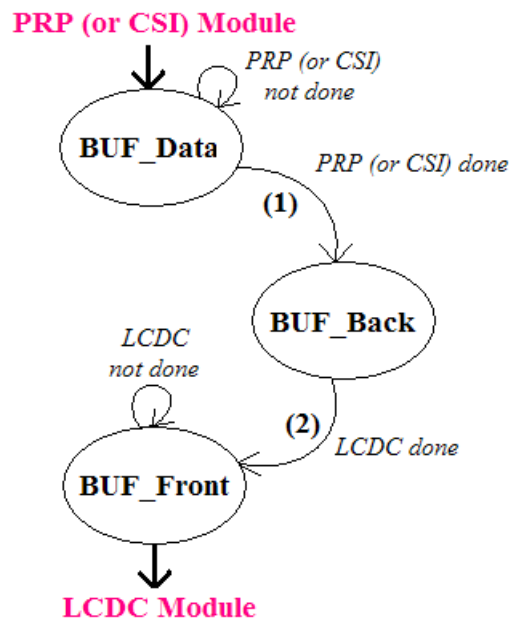 PRP (or CSI) Module
PRP (or CSI)
not done
BUF_Data
PRP (or CSI) done
(1)
BUF_Back
LCDC
not done
(2)
LCDC done
BUF_Front
LCDC Module